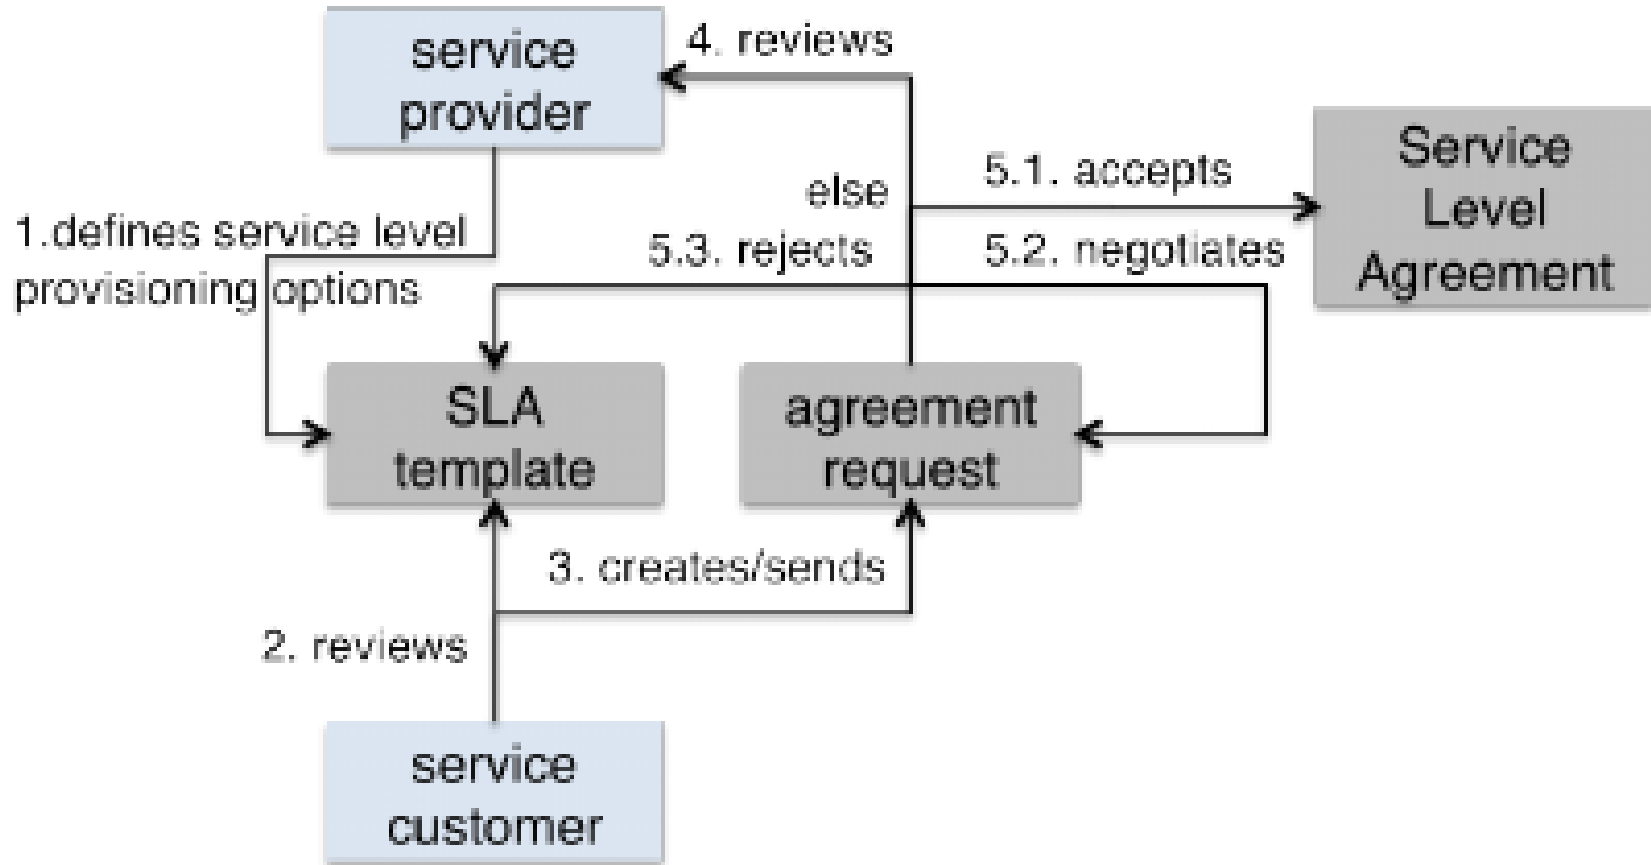 service
provider
4. reviews
Service
Level
Agreement
5.1. accepts
else
1.defines service level
provisioning options
5.3. rejects
5.2. negotiates
SLA
template
agreement
request
3. creates/sends
2. reviews
service
customer